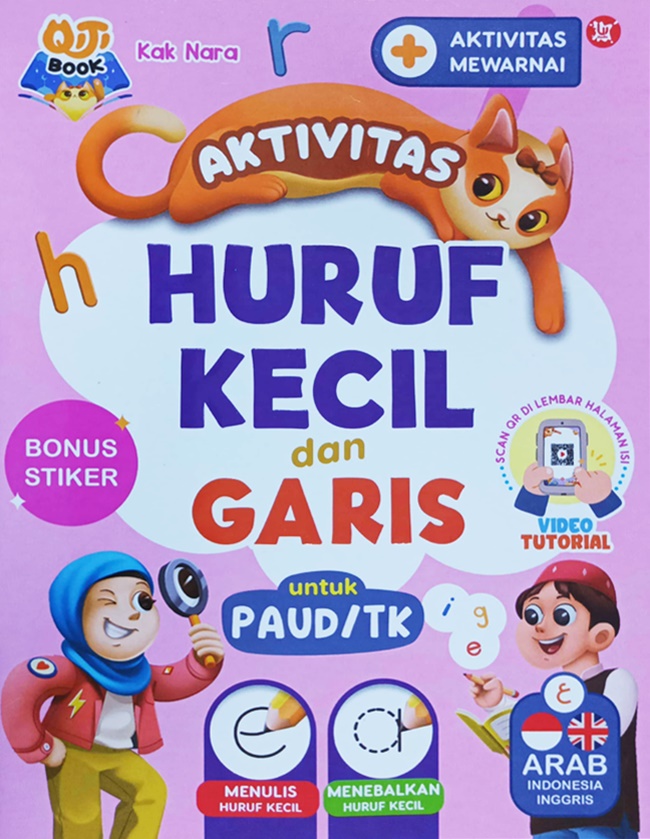 QIJI
BOOK
Kak Nara
r
AKTIVITAS
MEWARNAI
AKTIVITAS
h
HURUF
KECIL
dan
GARIS
BONUS
STIKER
SCAN QR DI LEMBAR HALAMAN ISI
VIDEO
TUTORIAL
untuk
PAUD/TK
i g
e
e
MENULIS
HURUF KECIL
a
MENEBALKAN
HURUF KECIL
ع
ARAB
INDONESIA
INGGRIS